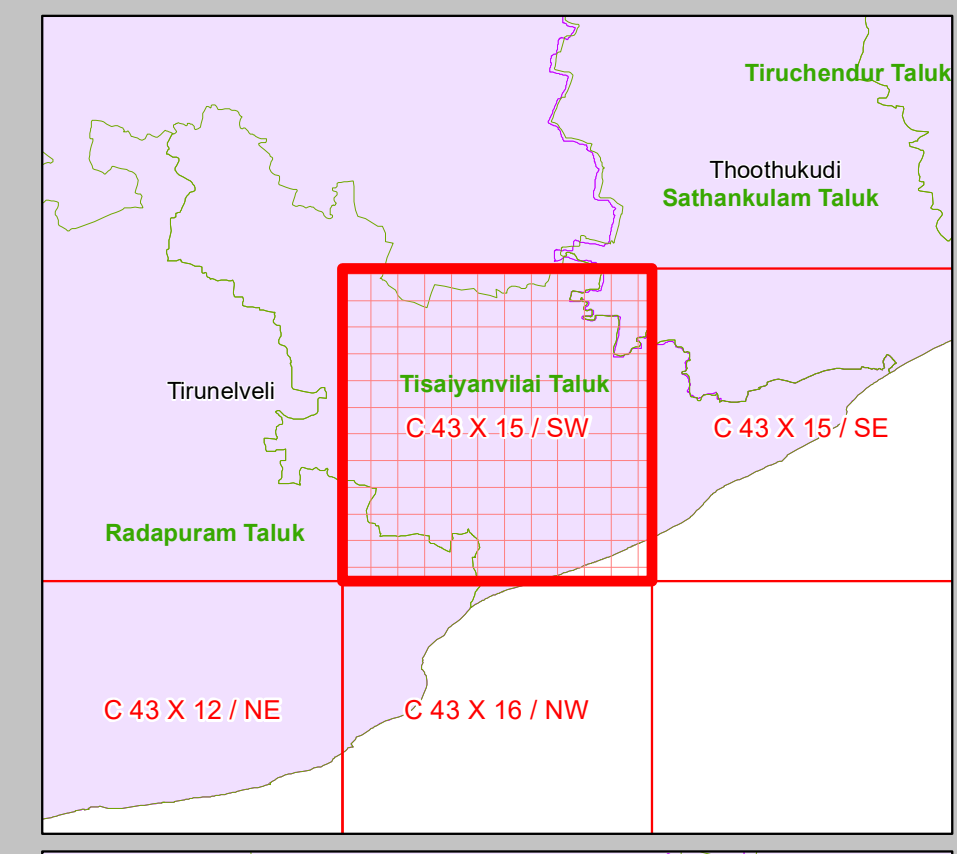 Tiruchendur Taluk
Thoothukudi
Sathankulam Taluk
Tisaiyanvilai Taluk
Tirunelveli
C 43 X 15 / SW
C 43 X 15 / SE
Radapuram Taluk
C 43 X 12 / NE
C 43 X 16 / NW